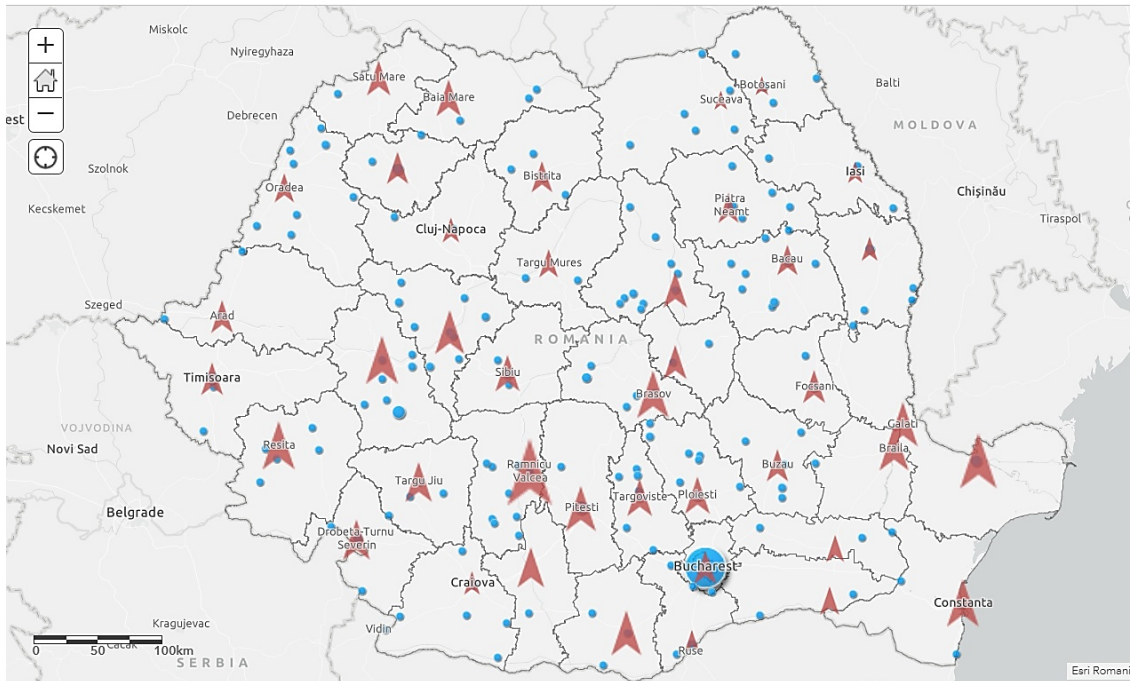 Miskolc
Nyiregyhaza
Satu Mare
Baia Mare
Botosani
Suceava
Balti
est
Debrecen
MOLDOVA
Szolnok
Iasi
Bistrita
Oradea
Chișinău
Kecskemet
Piatra
Neamt
Tiraspol
Cluj-Napoca
Targu Mures
Bacau
Szeged
Arad
ROMANIA
Timisoara
Sibiu
Focsani
Brasov
VOJVODINA
Novi Sad
Resita
Galati
Braila
Ramnicu
Valcea
Buzau
Targu Jiu
Targoviste
Ploiesti
Pitesti
Belgrade
Drobeta-Turnu
Severin
Bucharest
Craiova
Constanta
Kragujevac
Vidin
0 50 100km
Cacak
Ruse
SERBIA
Esri Romani